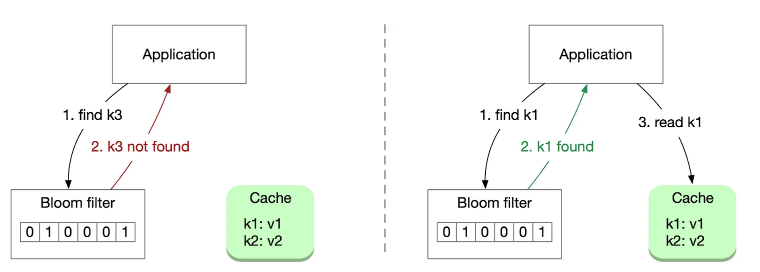 Application
1. find k3
2. k3 not found
Bloom filter
0 1 0 0 0 1
Cache
k1: v1
k2: v2
Application
1. find k1
2. k1 found
3. read k1
Bloom filter
0 1 0 0 0 1
Cache
k1: v1
k2: v2